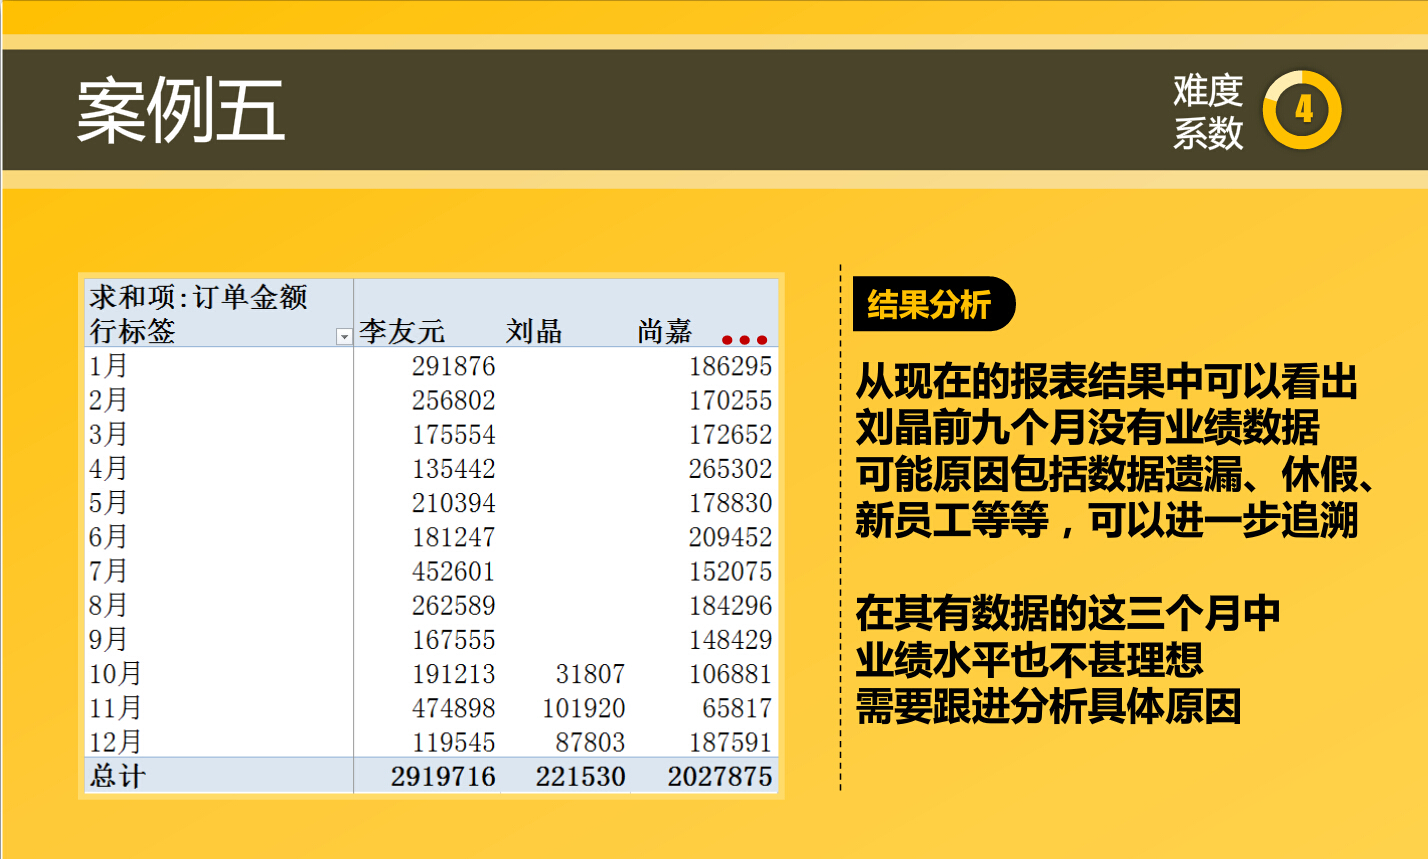 案例五
难度
系数
4
求和项:订单金额
行标签 李友元 刘晶 尚嘉
1月 291876 186295
2月 256802 170255
3月 175554 172652
4月 135442 265302
5月 210394 178830
6月 181247 209452
7月 452601 152075
8月 262589 184296
9月 167555 148429
10月 191213 31807 106881
11月 474898 101920 65817
12月 119545 87803 187591
总计 2919716 221530 2027875
结果分析
从现在的报表结果中可以看出
刘晶前九个月没有业绩数据
可能原因包括数据遗漏、休假、
新员工等等，可以进一步追溯
在其有数据的这三个月中
业绩水平也不甚理想
需要跟进分析具体原因